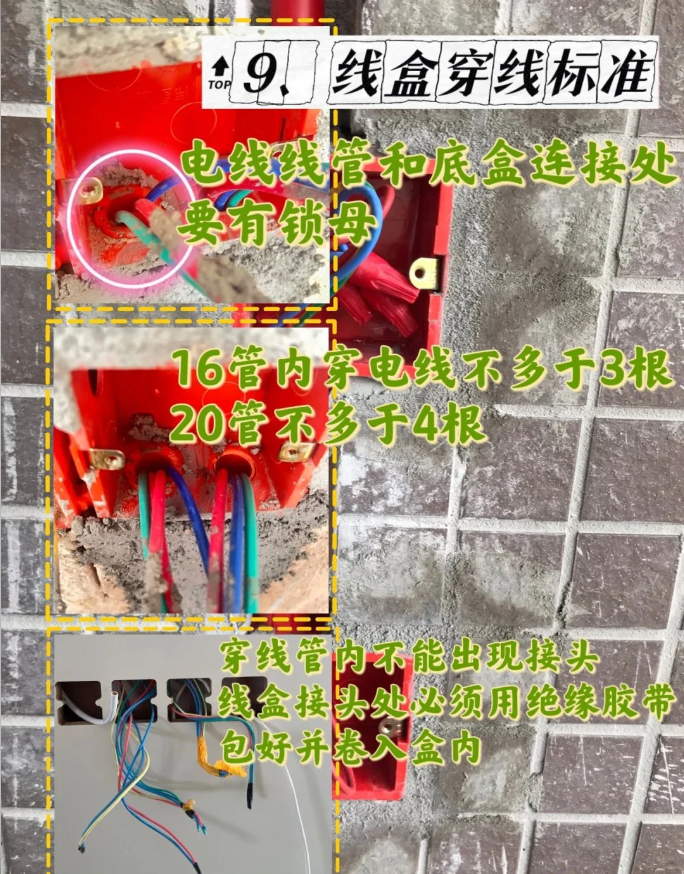 TOP
9、线盒穿线标准
电线线管和底盒连接处
要有锁母
16管内穿电线不多于3根
20管不多于4根
穿线管内不能出现接头
线盒接头处必须用绝缘胶带
包好并卷入盒内